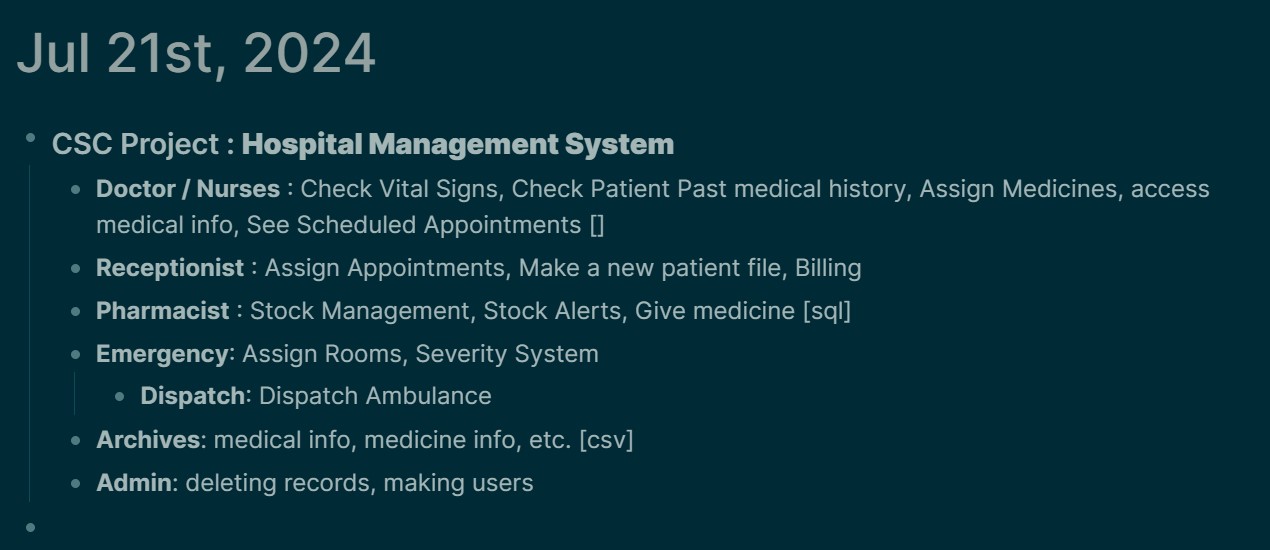 Jul 21st, 2024
CSC Project : Hospital Management System
Doctor / Nurses : Check Vital Signs, Check Patient Past medical history, Assign Medicines, access
medical info, See Scheduled Appointments []
Receptionist : Assign Appointments, Make a new patient file, Billing
Pharmacist : Stock Management, Stock Alerts, Give medicine [sql]
Emergency: Assign Rooms, Severity System
Dispatch: Dispatch Ambulance
Archives: medical info, medicine info, etc. [csv]
Admin: deleting records, making users